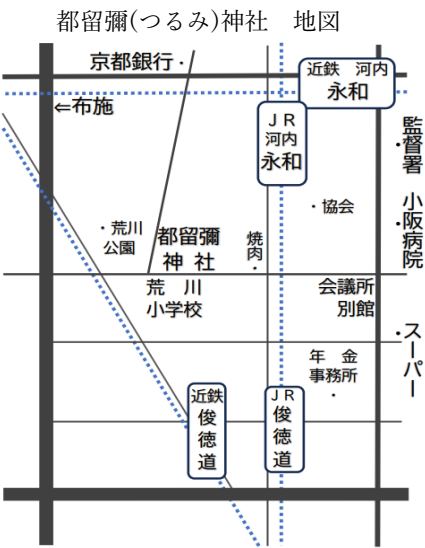 都留彌(つるみ)神社　地図
京都銀行・
近鉄　河内
永和
⇐布施
ＪＲ
河内
永和
・監督署
・協会
・小阪病院
・荒川
公園
都留彌
神 社
焼肉・
荒　川
小学校
会議所
別館
・スーパー
年　金
事務所
・
近鉄
俊徳道
ＪＲ
俊徳道